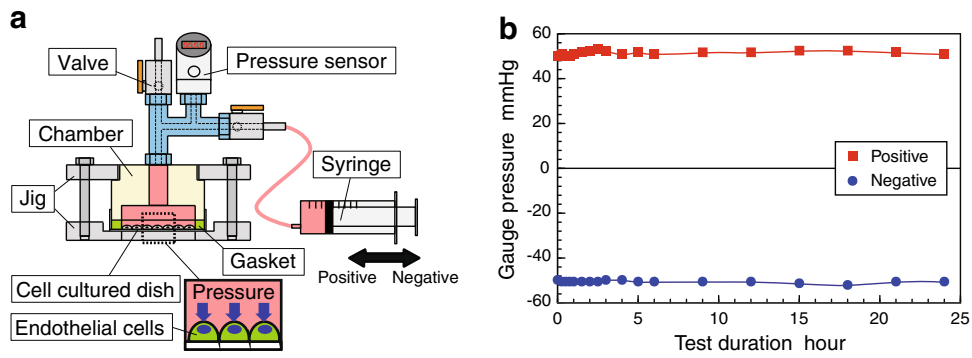 a
Valve
Pressure sensor
Chamber
Syringe
Jig
Gasket
Positive Negative
Cell cultured dish
Pressure
Endothelial cells
b
Gauge pressure mmHg
60
40
20
0
-20
-40
-60
Positive
Negative
0 5 10 15 20 25
Test duration hour